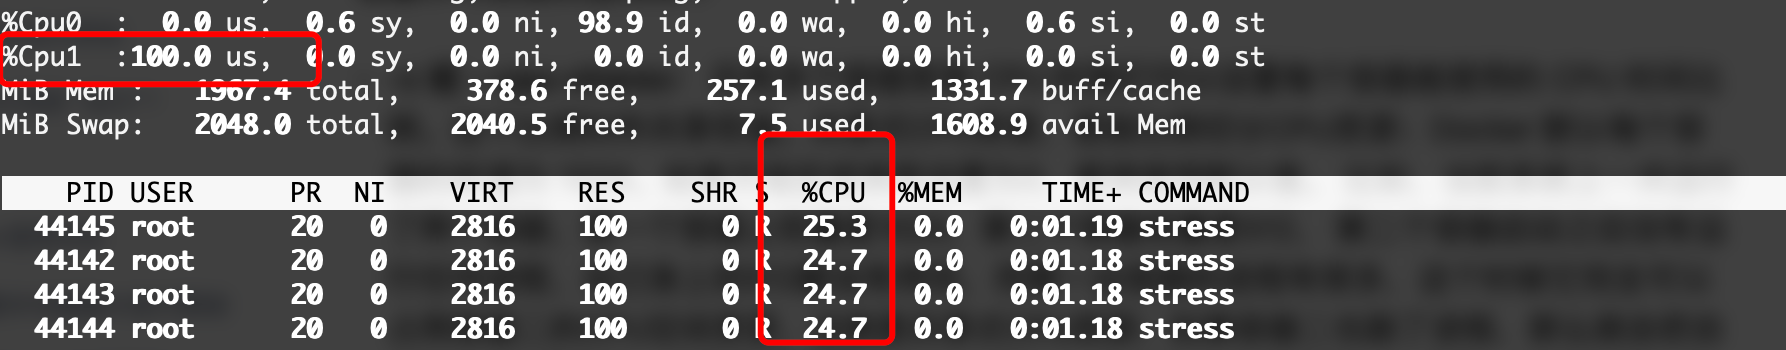 %Cpu0  :  0.0 us,  0.6 sy,  0.0 ni, 98.9 id,  0.0 wa,  0.0 hi,  0.6 si,  0.0 st
%Cpu1  :100.0 us,  0.0 sy,  0.0 ni,  0.0 id,  0.0 wa,  0.0 hi,  0.0 si,  0.0 st
MiB Mem :   1967.4 total,    378.6 free,    257.1 used,   1331.7 buff/cache
MiB Swap:   2048.0 total,   2040.5 free,      7.5 used.   1608.9 avail Mem
PID USER      PR  NI    VIRT    RES    SHR S  %CPU  %MEM     TIME+ COMMAND
44145 root      20   0    2816    100      0 R  25.3   0.0   0:01.19 stress
44142 root      20   0    2816    100      0 R  24.7   0.0   0:01.18 stress
44143 root      20   0    2816    100      0 R  24.7   0.0   0:01.18 stress
44144 root      20   0    2816    100      0 R  24.7   0.0   0:01.18 stress